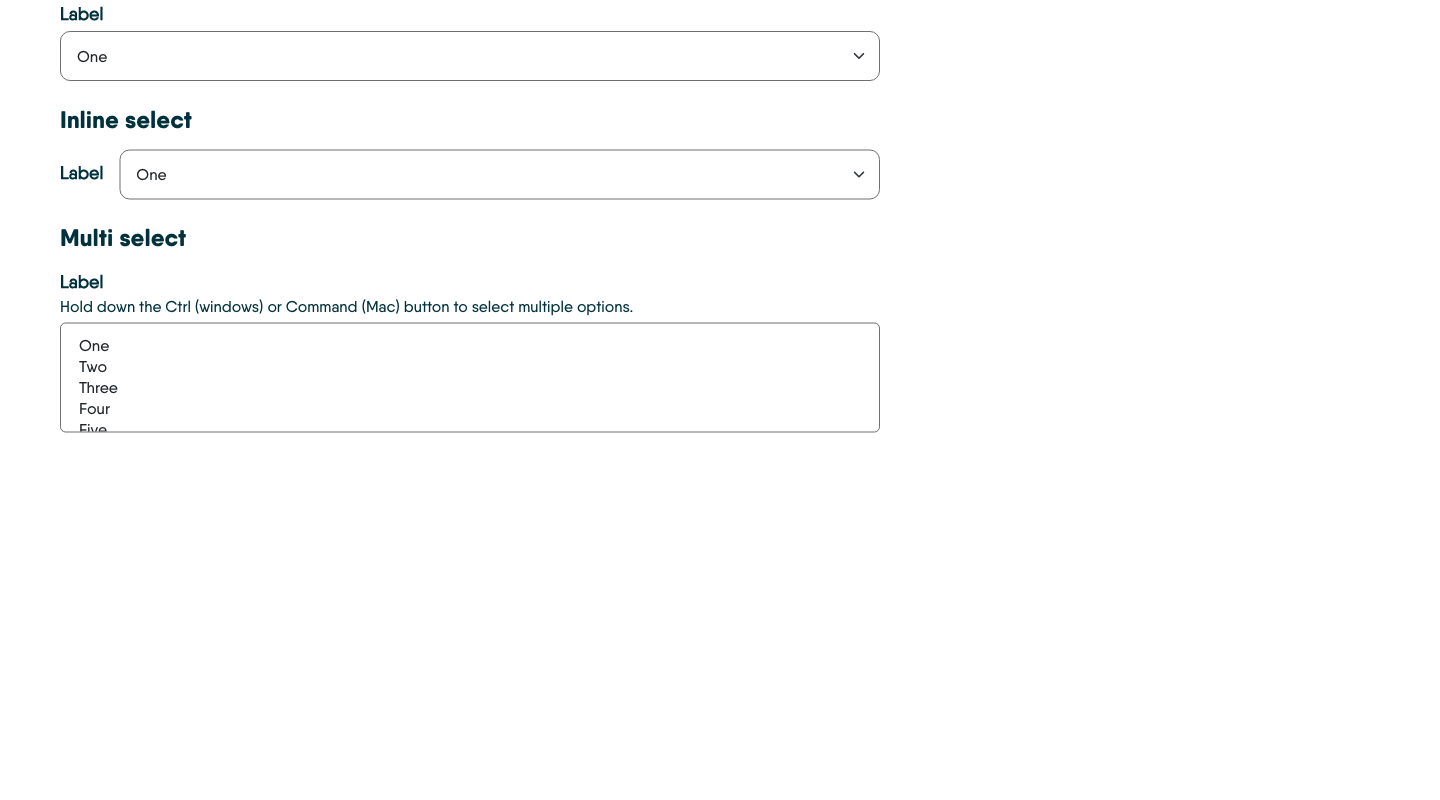 Label
One
Inline select
Label One
Multi select
Label
Hold down the Ctrl (windows) or Command (Mac) button to select multiple options.
One
Two
Three
Four
Five